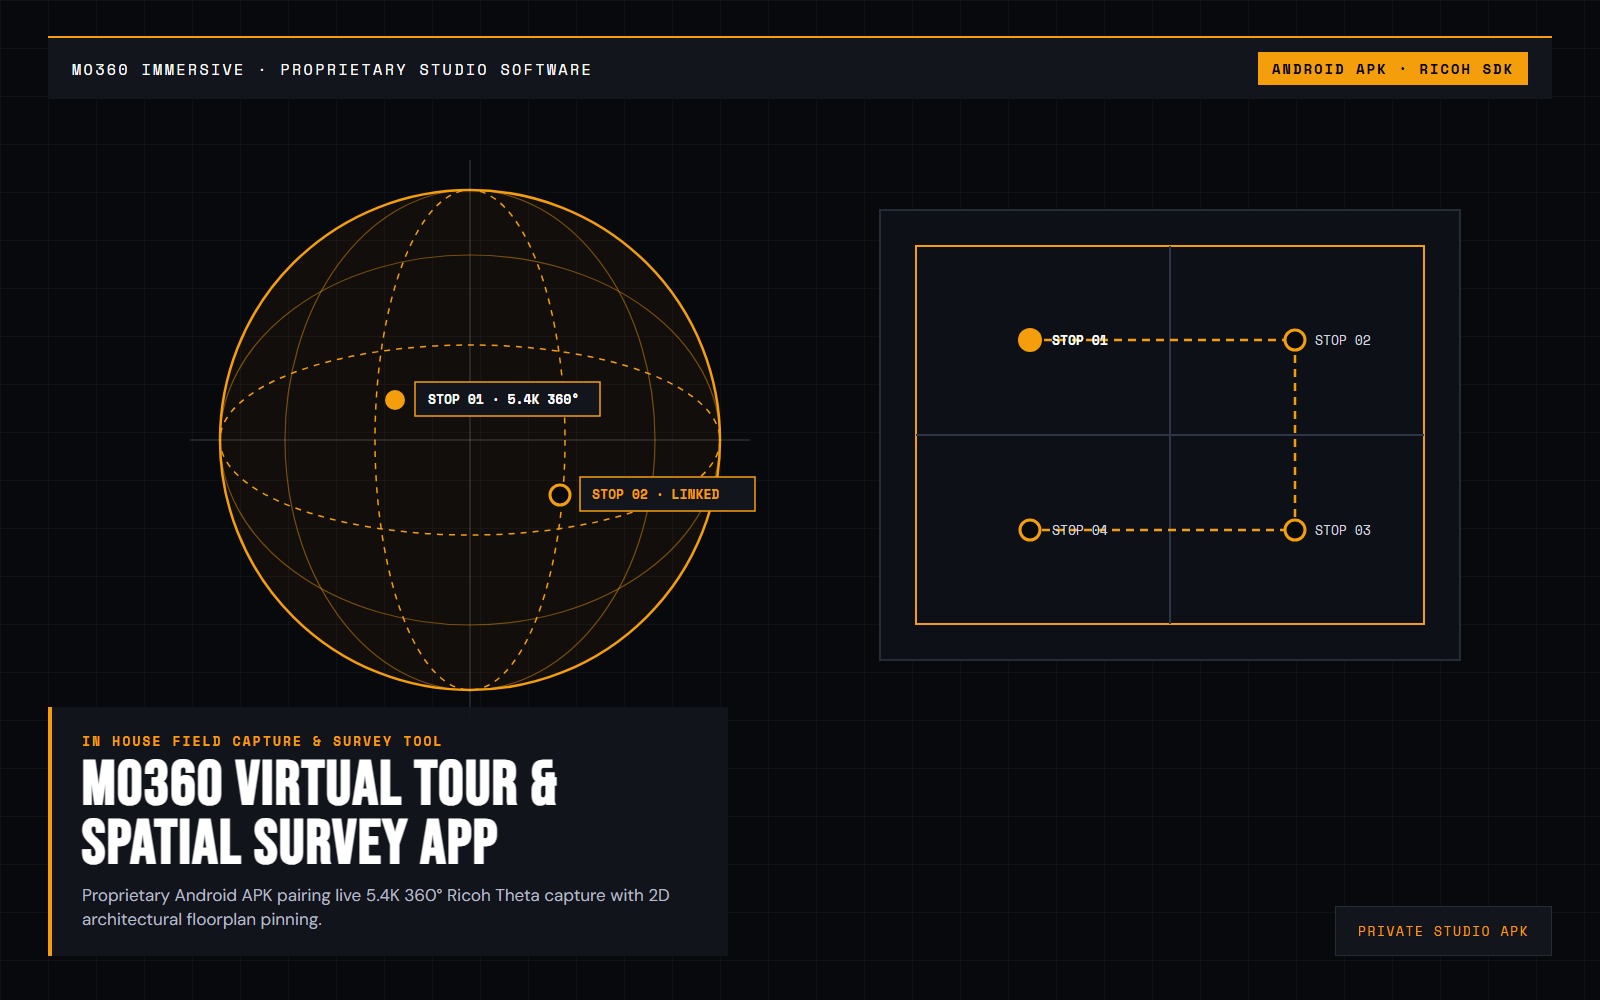 MO360 IMMERSIVE · PROPRIETARY STUDIO SOFTWARE
ANDROID APK · RICOH SDK
STOP 01 · 5.4K 360°
STOP 02 · LINKED
STOP 01
STOP 02
STOP 04
STOP 03
IN HOUSE FIELD CAPTURE & SURVEY TOOL
MO360 VIRTUAL TOUR &
SPATIAL SURVEY APP
Proprietary Android APK pairing live 5.4K 360° Ricoh Theta capture with 2D
architectural floorplan pinning.
PRIVATE STUDIO APK